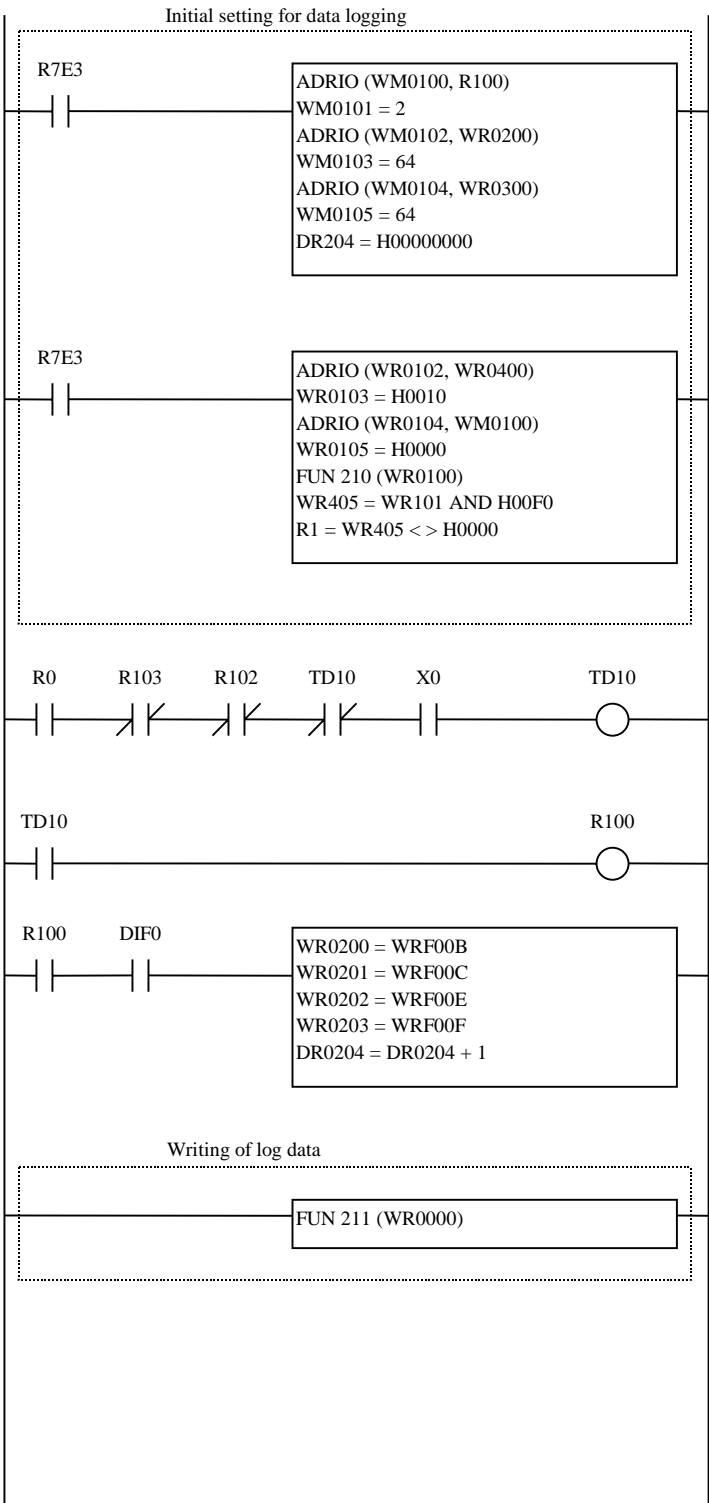 Initial setting for data logging
R7E3
ADRIO (WM0100, R100)
WM0101 = 2
ADRIO (WM0102, WR0200)
WM0103 = 64
ADRIO (WM0104, WR0300)
WM0105 = 64
DR204 = H00000000
R7E3
ADRIO (WR0102, WR0400)
WR0103 = H0010
ADRIO (WR0104, WM0100)
WR0105 = H0000
FUN 210 (WR0100)
WR405 = WR101 AND H00F0
R1 = WR405 < > H0000
R0 R103 R102 TD10 X0 TD10
TD10 R100
R100 DIF0
WR0200 = WRF00B
WR0201 = WRF00C
WR0202 = WRF00E
WR0203 = WRF00F
DR0204 = DR0204 + 1
Writing of log data
FUN 211 (WR0000)